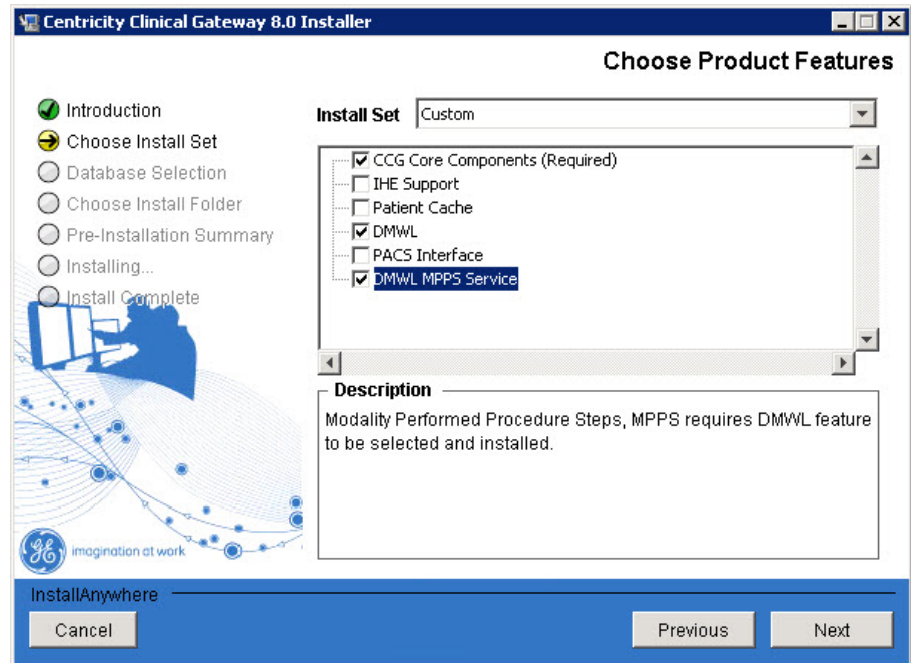 Centricity Clinical Gateway 8.0 Installer
Choose Product Features
Introduction
Choose Install Set
Database Selection
Choose Install Folder
Pre-Installation Summary
Installing...
Install Complete
Install Set Custom
CCG Core Components (Required)
IHE Support
Patient Cache
DMWL
PACS Interface
DMWL MPPS Service
Description
Modality Performed Procedure Steps, MPPS requires DMWL feature
to be selected and installed.
GE imagination at work
InstallAnywhere
Cancel Previous Next